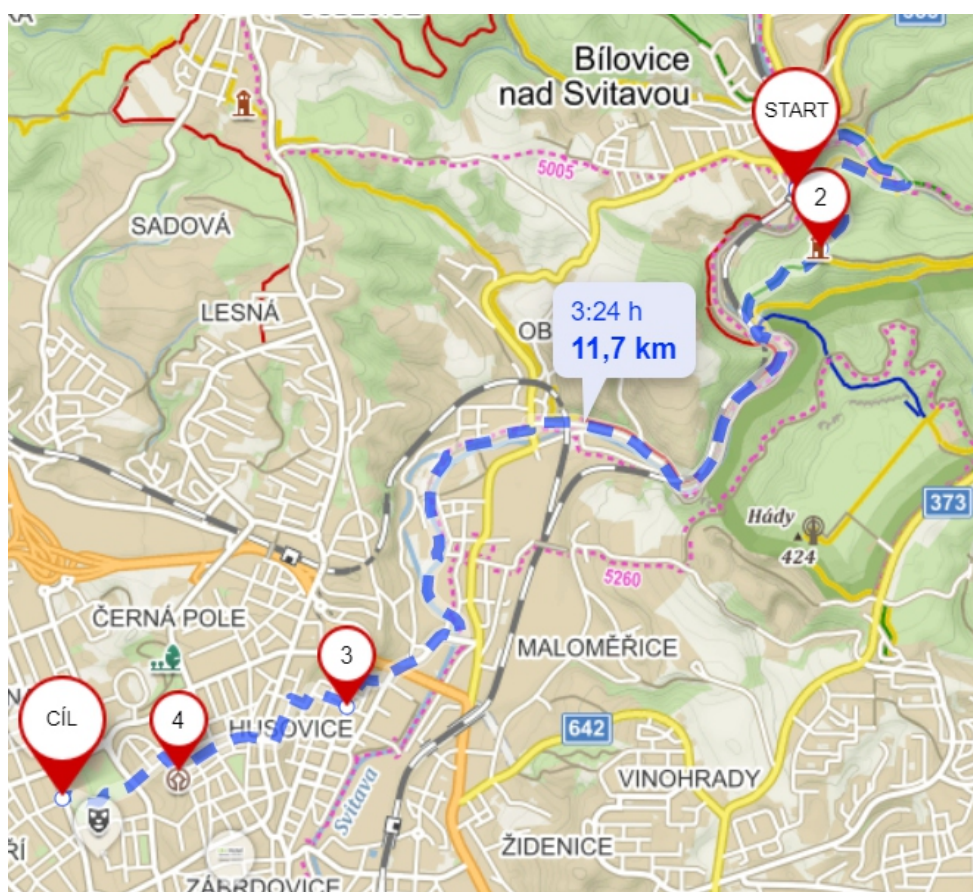 Bílovice
nad Svitavou
START
5005
2
SADOVÁ
LESNÁ
3:24 h
11,7 km
Hády
424
373
5260
ČERNÁ POLE
MALOMĚŘICE
3
CÍL
4
HUSOVICE
642
VINOHRADY
Svitava
ŽIDENICE
ZÁBRDOVICE